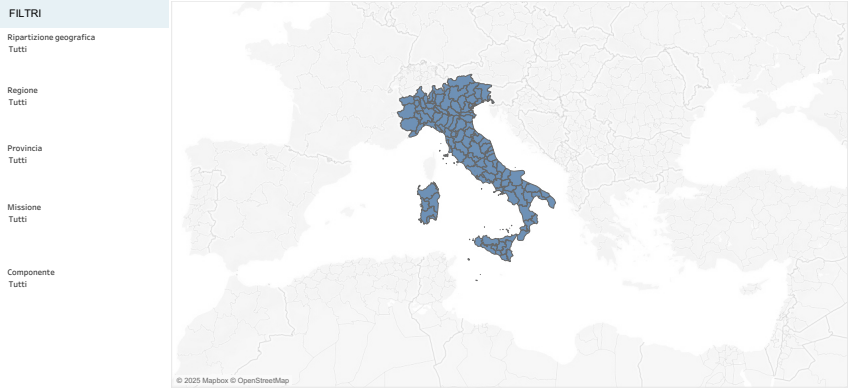 FILTRI
Ripartizione geografica
Tutti
Regione
Tutti
Provincia
Tutti
Missione
Tutti
Componente
Tutti
© 2025 Mapbox © OpenStreetMap